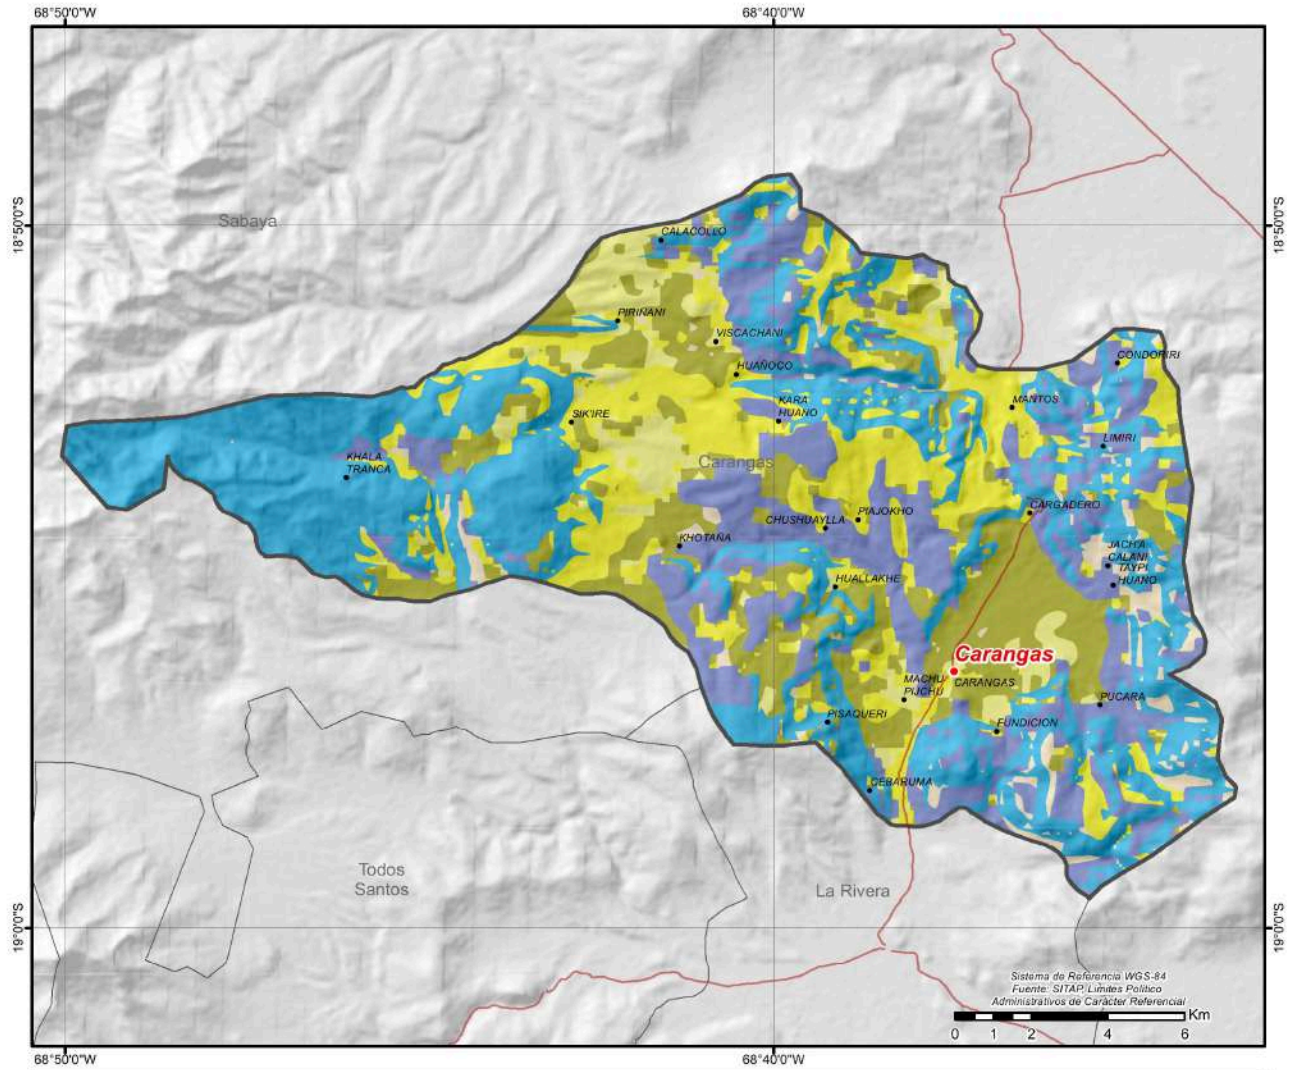 68°50'0"W
68°40'0"W
18°50'0"S
18°50'0"S
Sabaya
CALACOLLO
PIRIÑANI
VISCACHANI
HUAÑOCO
CONDORIRI
KARA
HUANO
MANTOS
SIK'IRE
LIMIRI
KHALA
TRANCA
Carangas
CARGADERO
CHUSHUAYLLA
PIAJOKHO
KHOTAÑA
JACH'A
CALANI
TAYPI
HUANO
HUALLAKHE
Carangas
MACHU
PIJCHU
CARANGAS
PUCARA
PISAQUERI
FUNDICION
CEBARUMA
Todos
Santos
La Rivera
19°0'0"S
19°0'0"S
Sistema de Referencia WGS-84
Fuente: SITAP, Limites Político
Administrativos de Carácter Referencial
Km
0 1 2 4 6
68°50'0"W
68°40'0"W